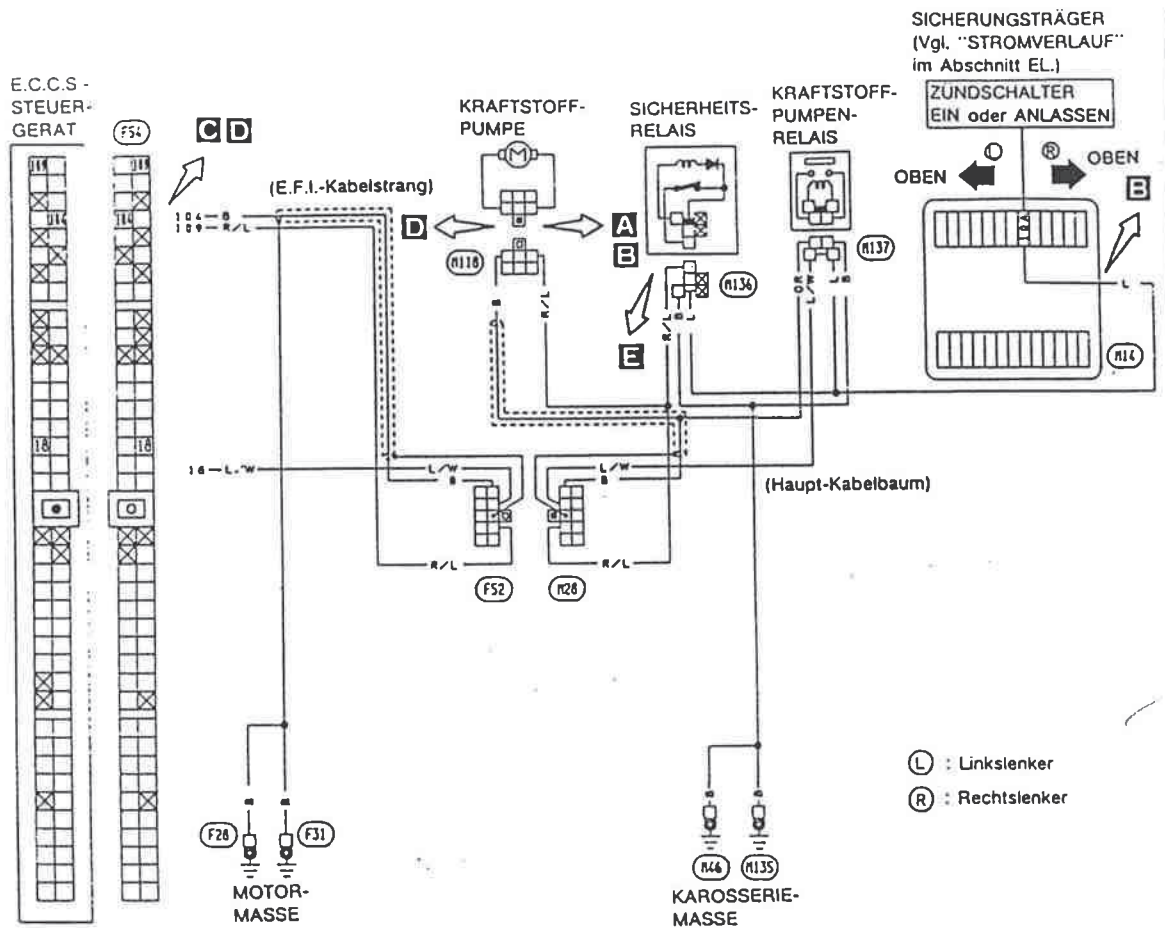 SICHERUNGSTRÄGER
(Vgl. "STROMVERLAUF"
im Abschnitt EL.)
E.C.C.S -
STEUER-
GERAT
F54
C D
KRAFTSTOFF-
PUMPE
M
SICHERHEITS-
RELAIS
KRAFTSTOFF-
PUMPEN-
RELAIS
ZÜNDSCHALTER
EIN oder ANLASSEN
L
R
OBEN
OBEN
B
(E.F.I.-Kabelstrang)
104 B
109 R/L
D
A
B
M118
M136
M137
E
B
R/L
R/L
B
L
OR
L/W
L
B
L
M14
18
18
L/W
L/W
B
L/W
B
(Haupt-Kabelbaum)
R/L
R/L
F52
M28
L : Linkslenker
R : Rechtslenker
B
B
B
B
F28
F31
M46
M135
MOTOR-
MASSE
KAROSSERIE-
MASSE